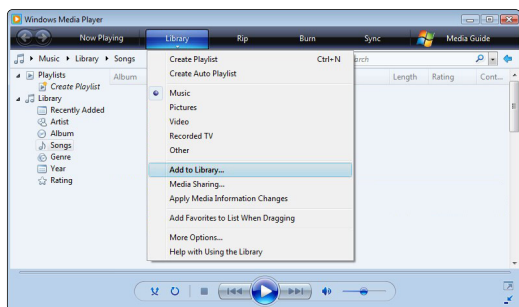 Windows Media Player
Now Playing Library Rip Burn Sync Media Guide
Music Library Songs
Create Playlist Ctrl+N
Create Auto Playlist
Music
Pictures
Video
Recorded TV
Other
Add to Library...
Media Sharing...
Apply Media Information Changes
Add Favorites to List When Dragging
More Options...
Help with Using the Library
Playlists
Create Playlist
Library
Recently Added
Artist
Album
Songs
Genre
Year
Rating
Album
Length Rating Cont...